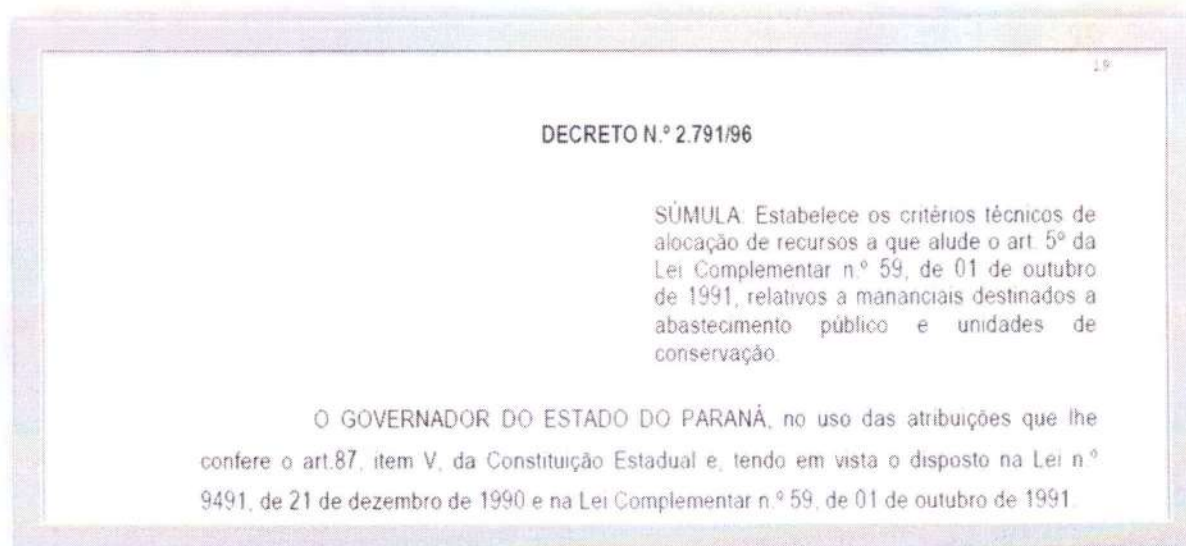 19
DECRETO N.º 2.791/96
SÚMULA: Estabelece os critérios técnicos de
alocação de recursos a que alude o art. 5º da
Lei Complementar n.º 59, de 01 de outubro
de 1991, relativos a mananciais destinados a
abastecimento público e unidades de
conservação.
O GOVERNADOR DO ESTADO DO PARANÁ, no uso das atribuições que lhe
confere o art.87, item V, da Constituição Estadual e, tendo em vista o disposto na Lei n.º
9491, de 21 de dezembro de 1990 e na Lei Complementar n.º 59, de 01 de outubro de 1991.